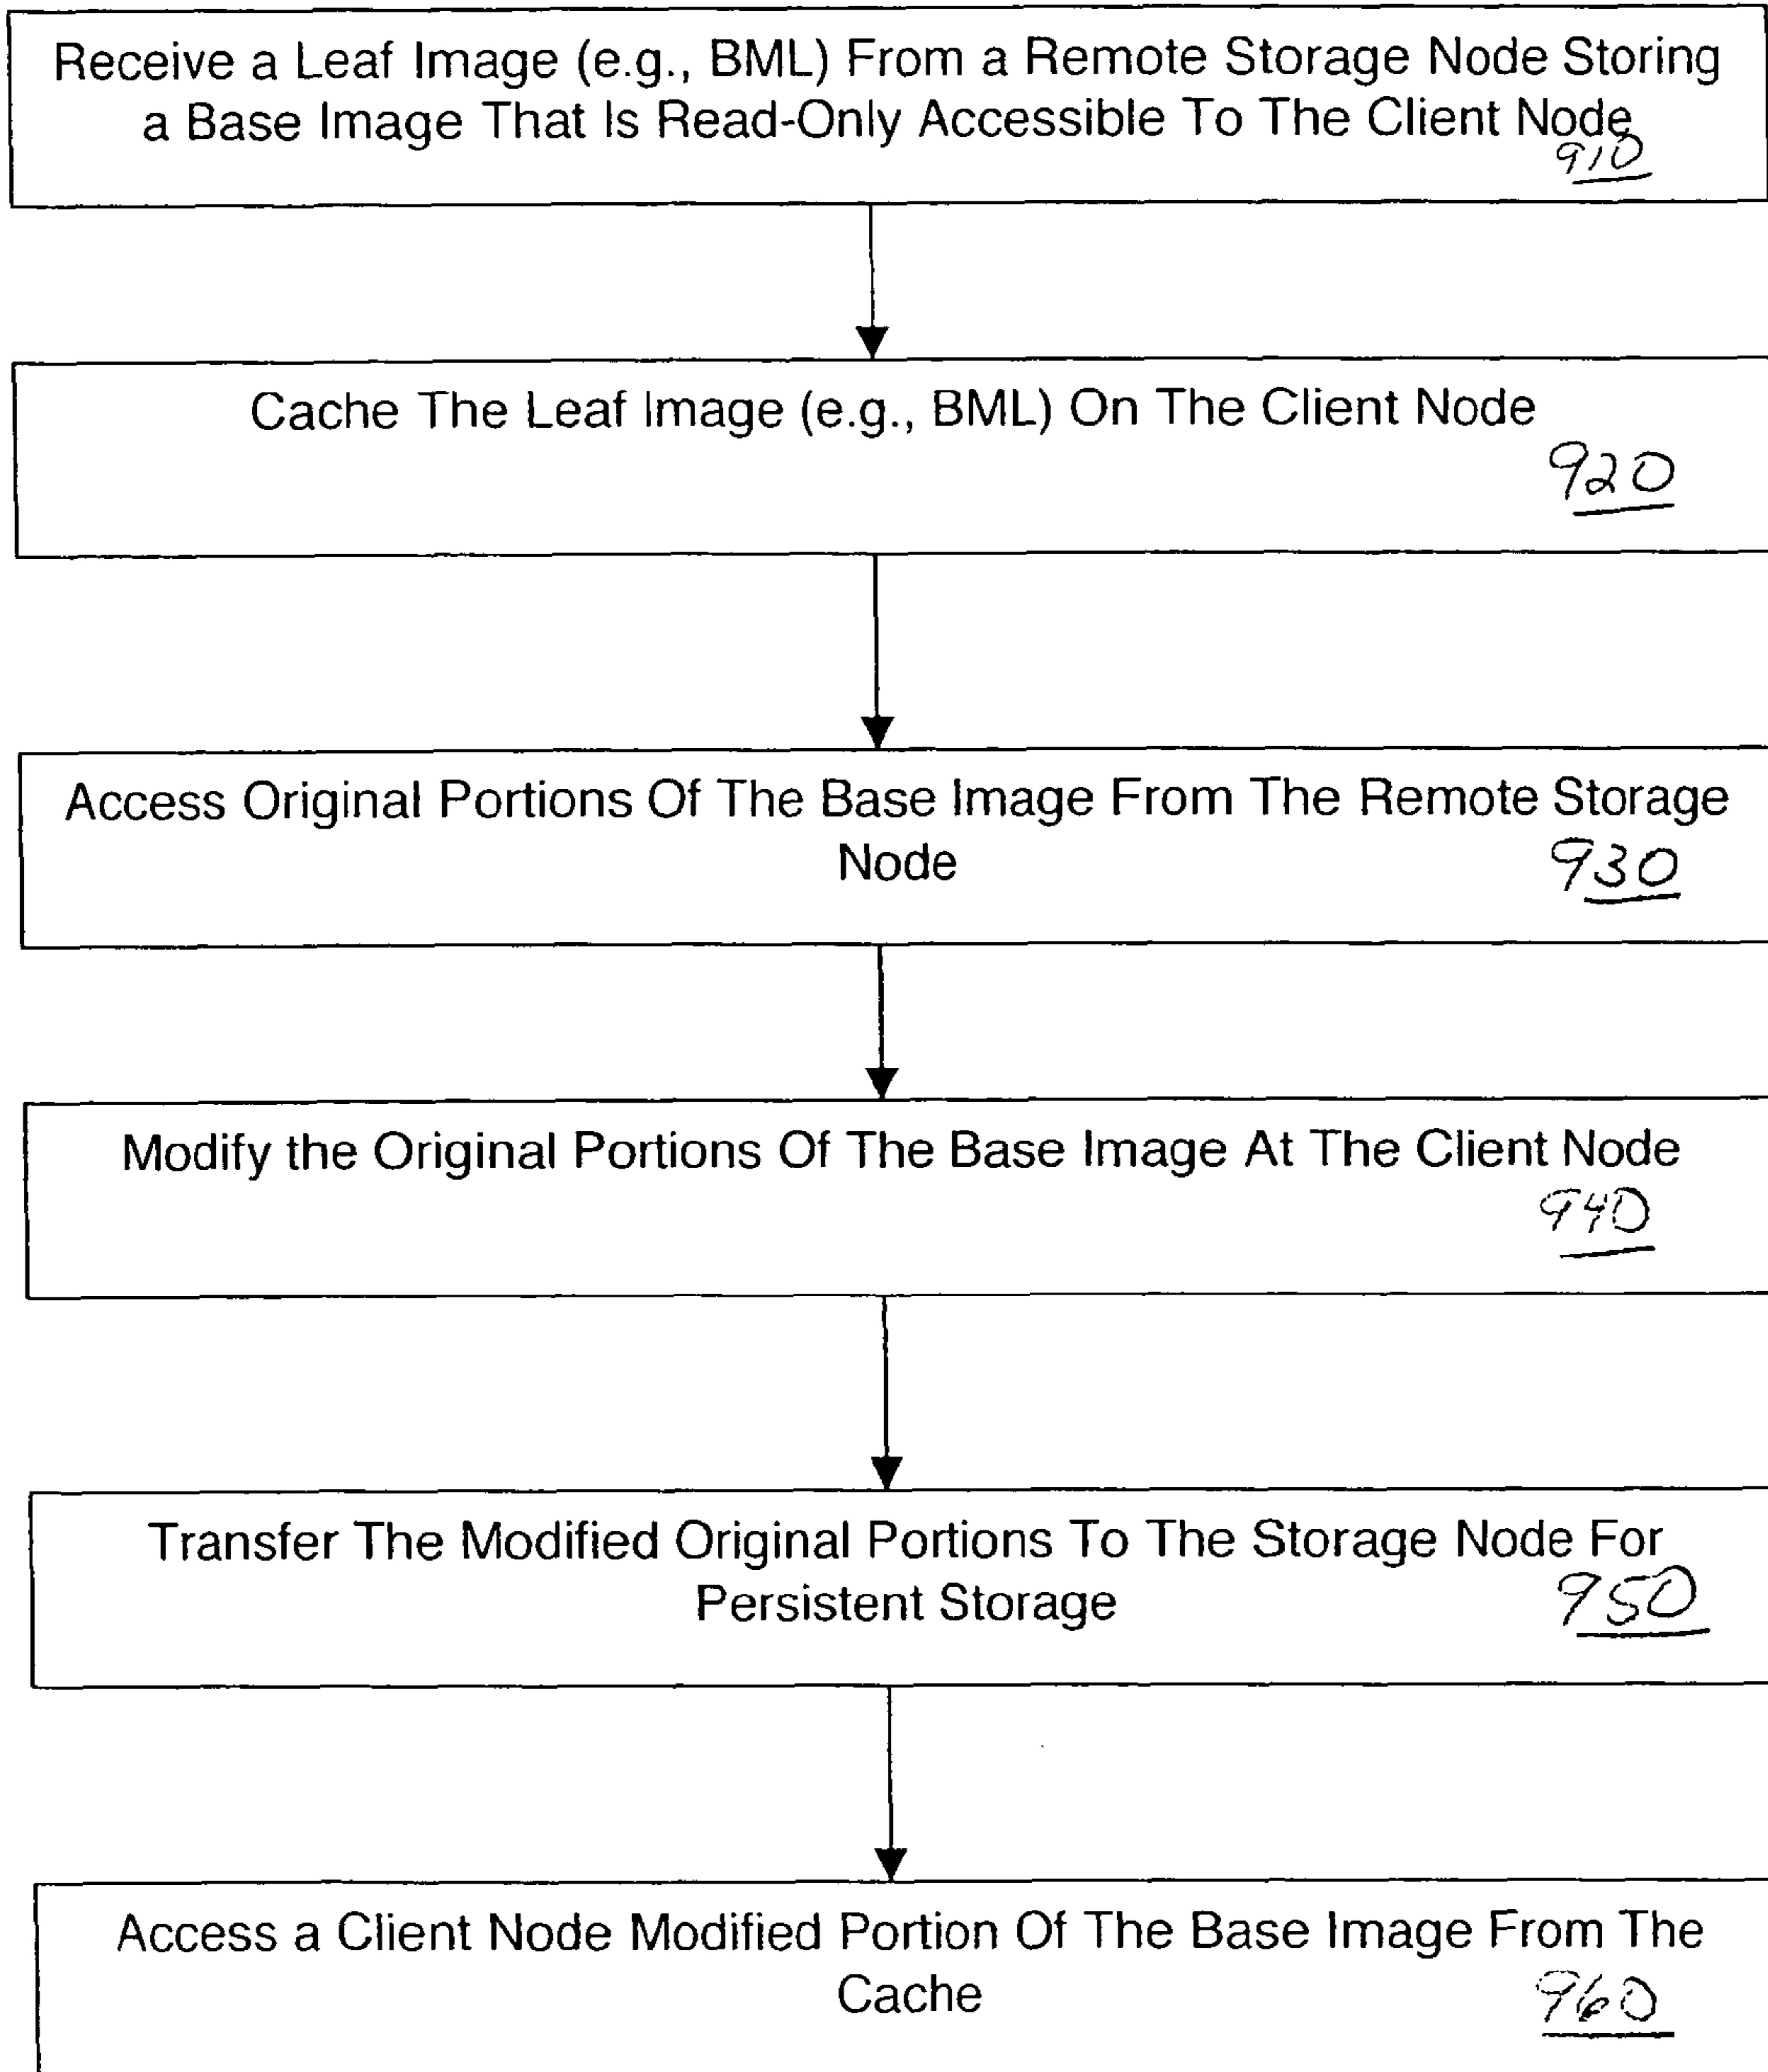 Receive a Leaf Image (e.g., BML) From a Remote Storage Node Storing
a Base Image That Is Read-Only Accessible To The Client Node
910
Cache The Leaf Image (e.g., BML) On The Client Node
920
Access Original Portions Of The Base Image From The Remote Storage
Node
930
Modify the Original Portions Of The Base Image At The Client Node
940
Transfer The Modified Original Portions To The Storage Node For
Persistent Storage
950
Access a Client Node Modified Portion Of The Base Image From The
Cache
960